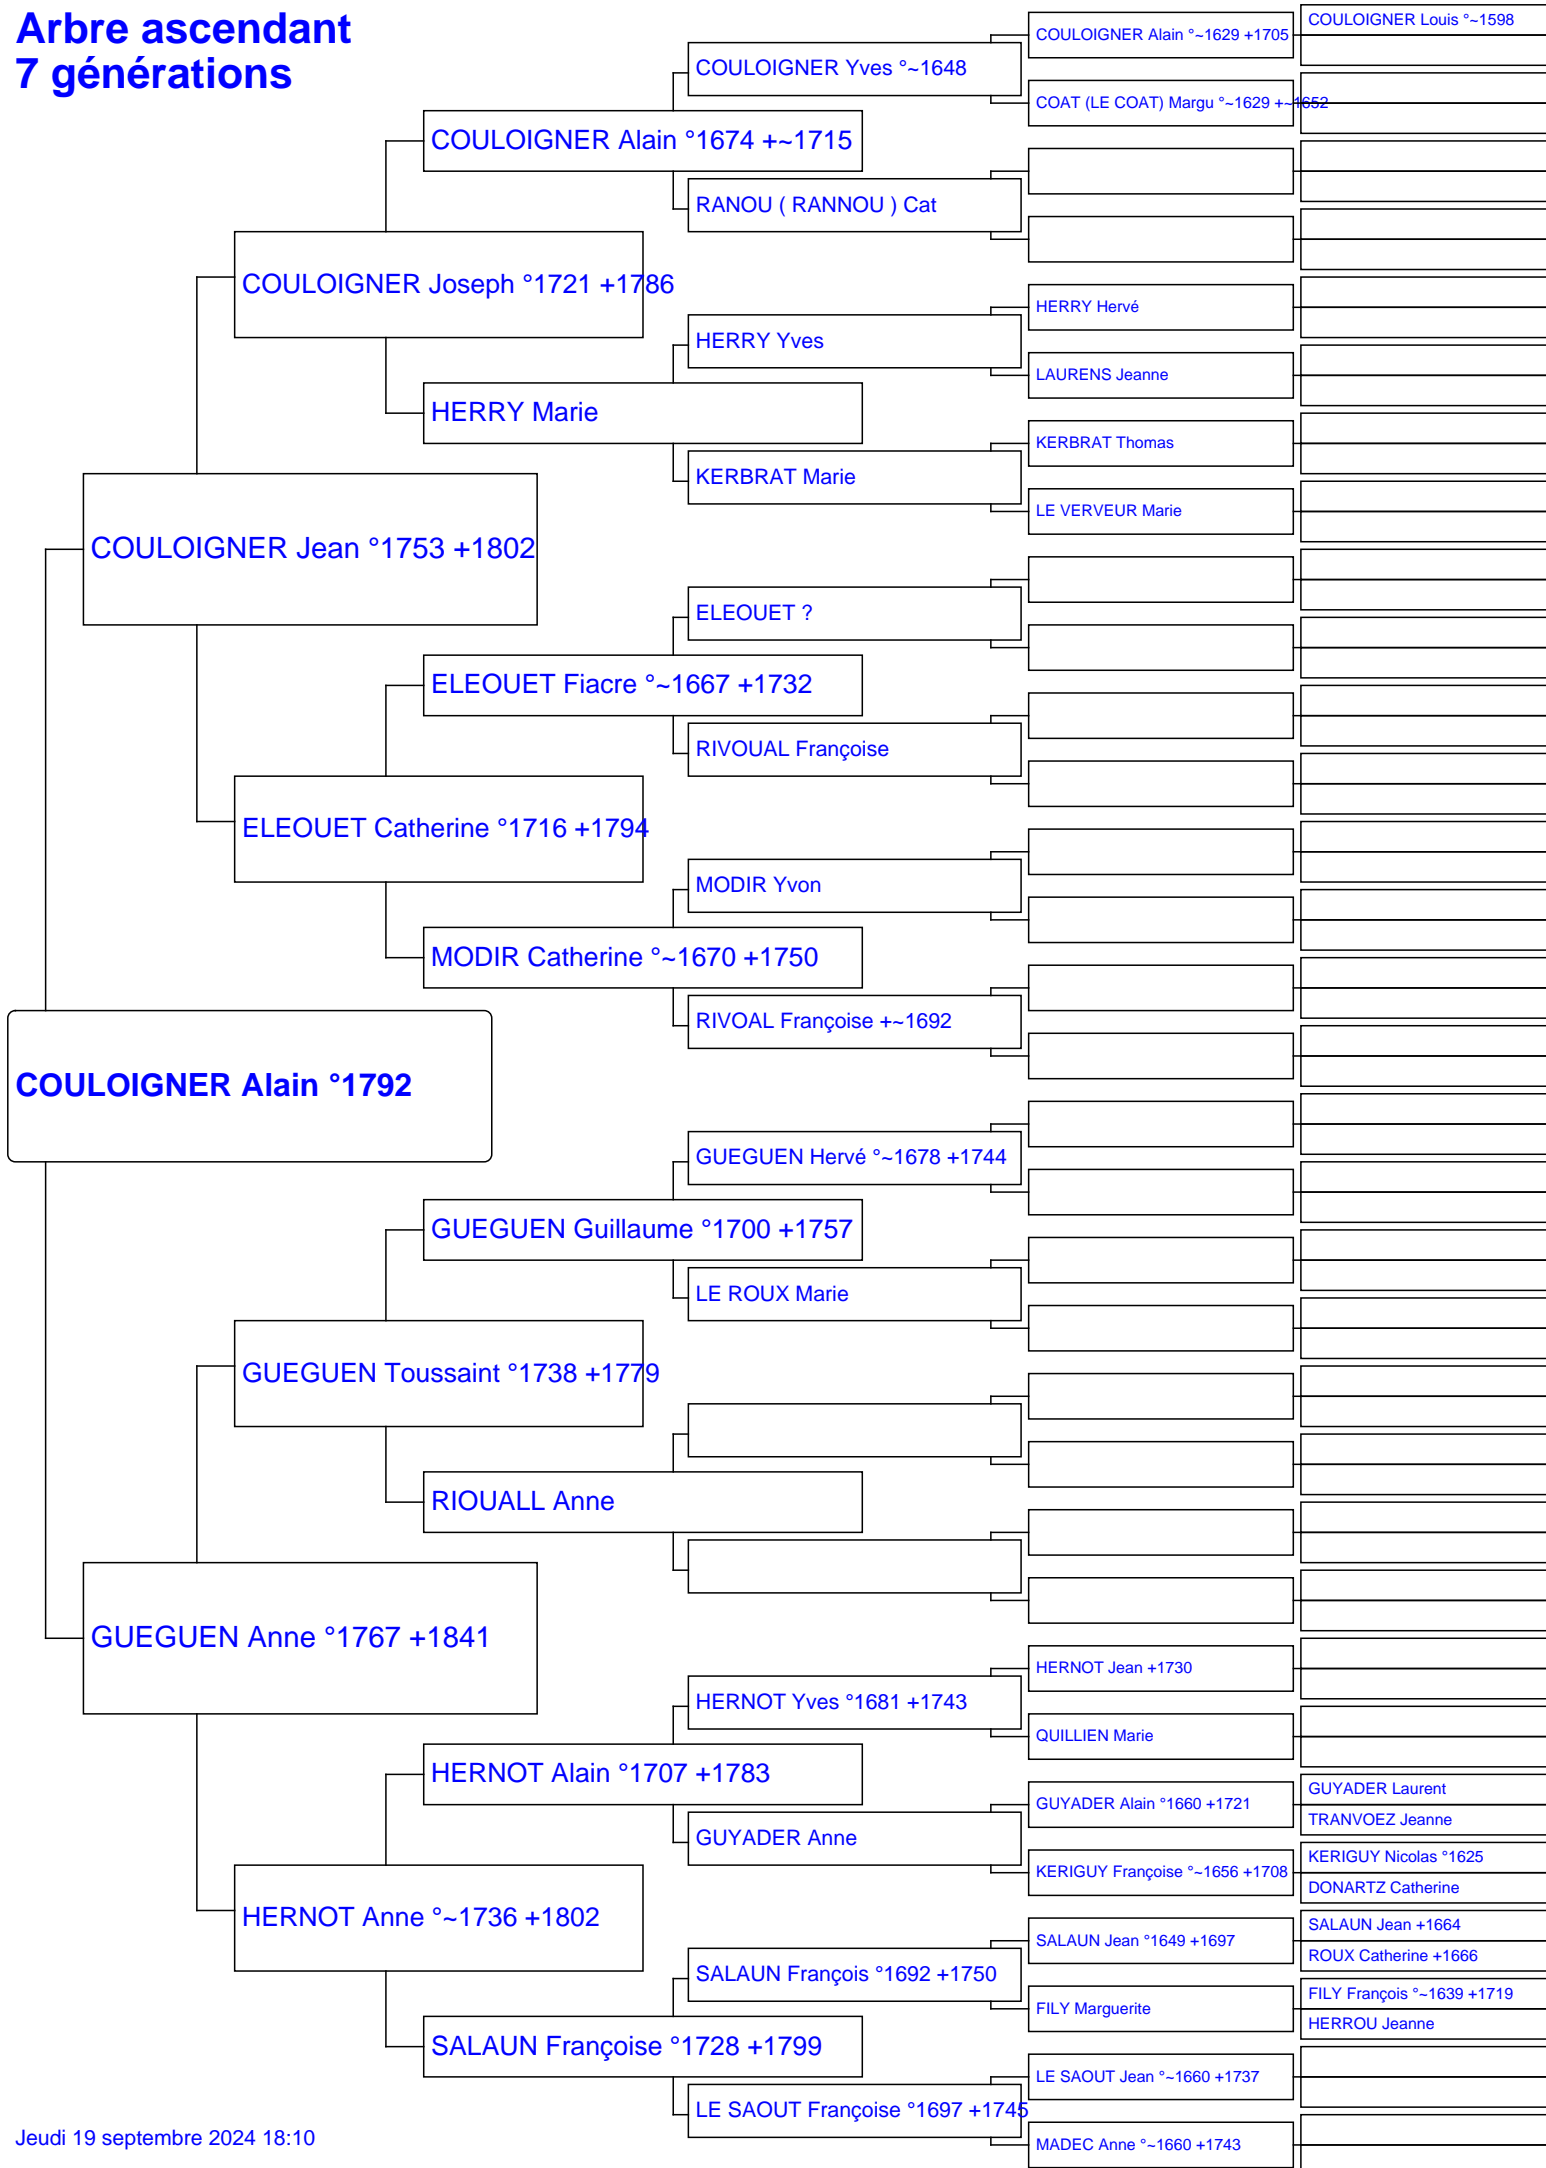 Arbre ascendant
7 générations
COULOIGNER Alain °1792
COULOIGNER Jean °1753 +1802
GUEGUEN Anne °1767 +1841
COULOIGNER Joseph °1721 +1786
ELEOUET Catherine °1716 +1794
GUEGUEN Toussaint °1738 +1779
HERNOT Anne °~1736 +1802
COULOIGNER Alain °1674 +~1715
HERRY Marie
ELEOUET Fiacre °~1667 +1732
MODIR Catherine °~1670 +1750
GUEGUEN Guillaume °1700 +1757
RIOUALL Anne
HERNOT Alain °1707 +1783
SALAUN Françoise °1728 +1799
COULOIGNER Yves °~1648
RANOU ( RANNOU ) Cat
HERRY Yves
KERBRAT Marie
ELEOUET ?
RIVOUAL Françoise
MODIR Yvon
RIVOAL Françoise +~1692
GUEGUEN Hervé °~1678 +1744
LE ROUX Marie
HERNOT Yves °1681 +1743
GUYADER Anne
SALAUN François °1692 +1750
LE SAOUT Françoise °1697 +1745
COULOIGNER Alain °~1629 +1705
COAT (LE COAT) Margu °~1629 +~1652
HERRY Hervé
LAURENS Jeanne
KERBRAT Thomas
LE VERVEUR Marie
HERNOT Jean +1730
QUILLIEN Marie
GUYADER Alain °1660 +1721
KERIGUY Françoise °~1656 +1708
SALAUN Jean °1649 +1697
FILY Marguerite
LE SAOUT Jean °~1660 +1737
MADEC Anne °~1660 +1743
COULOIGNER Louis °~1598
GUYADER Laurent
TRANVOEZ Jeanne
KERIGUY Nicolas °1625
DONARTZ Catherine
SALAUN Jean +1664
ROUX Catherine +1666
FILY François °~1639 +1719
HERROU Jeanne
Jeudi 19 septembre 2024 18:10